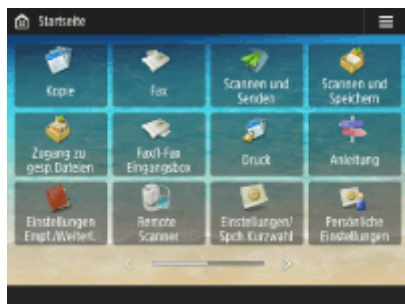 Startseite
Kopie
Fax
Scannen und
Senden
Scannen und
Speichern
Zugang zu
gesp.Dateien
Fax/I-Fax
Eingangsbox
Druck
Anleitung
Einstellungen
Empf./Weiterl.
Remote
Scanner
Einstellungen/
Spch.Kurzwahl
Persönliche
Einstellungen